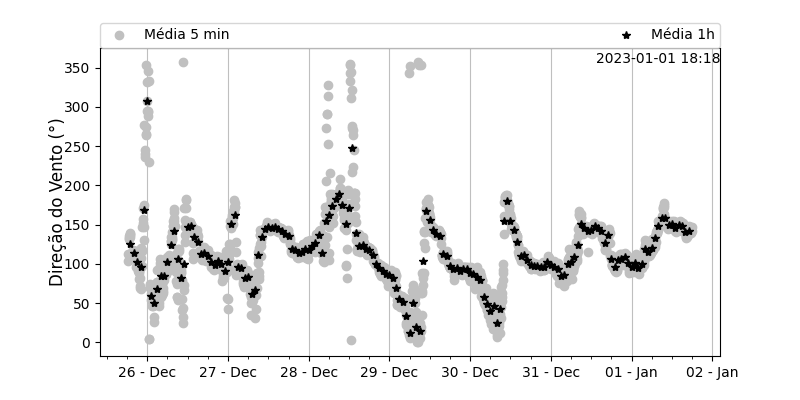 Média 5 min
Média 1h
2023-01-01 18:18
Direção do Vento (°)
350
300
250
200
150
100
50
0
26 - Dec
27 - Dec
28 - Dec
29 - Dec
30 - Dec
31 - Dec
01 - Jan
02 - Jan